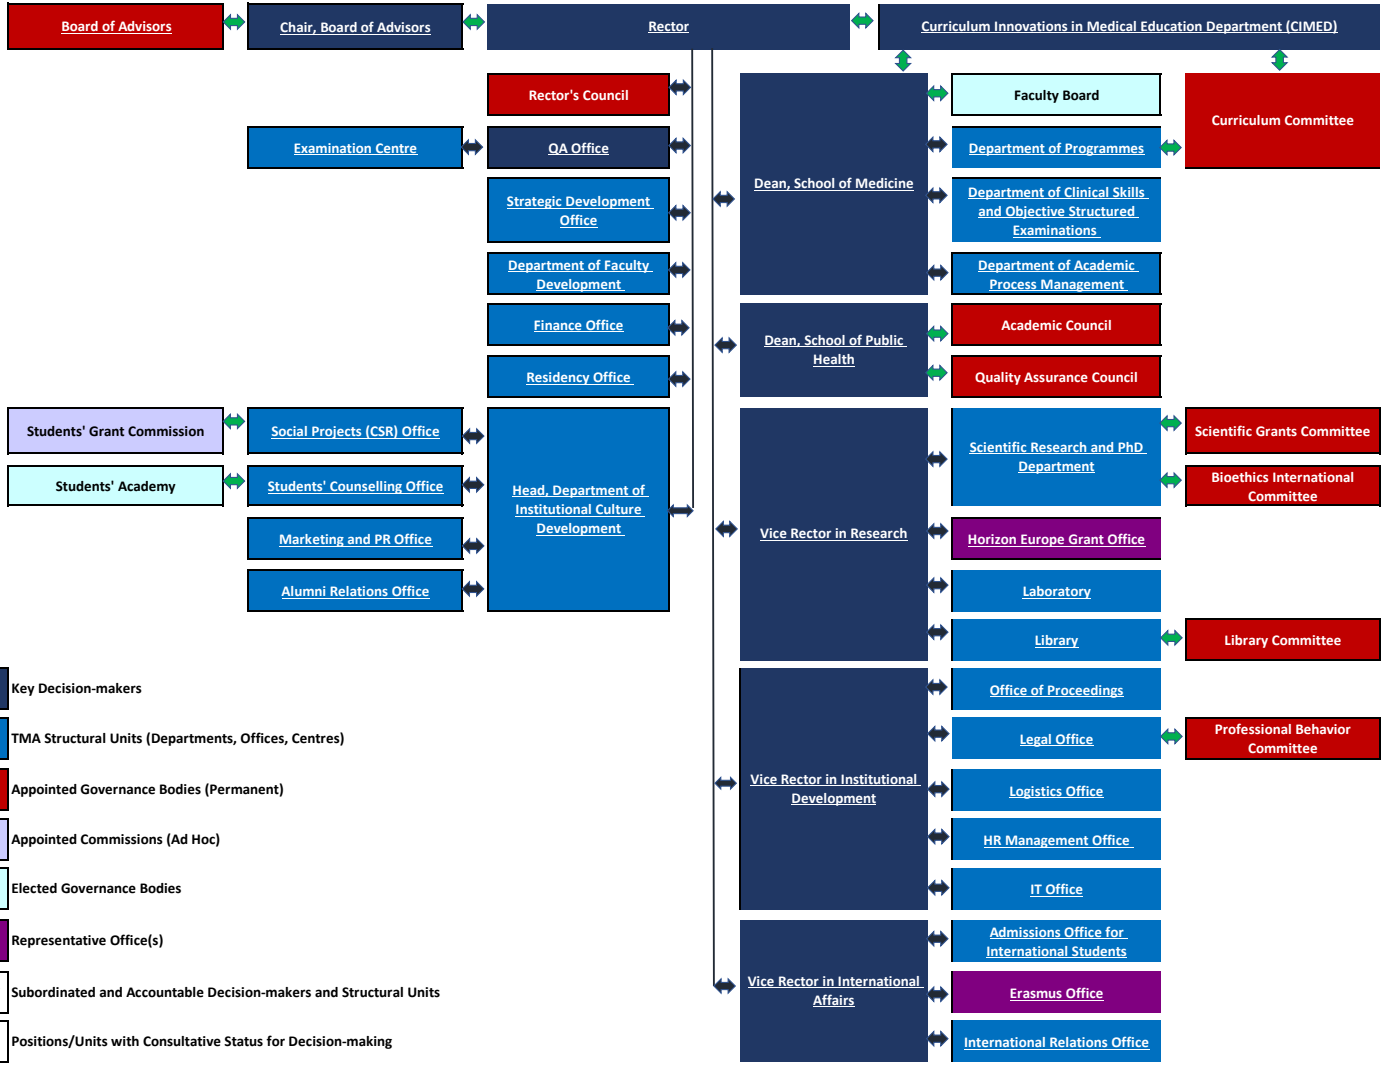 Board of Advisors
Chair, Board of Advisors
Rector
Curriculum Innovations in Medical Education Department (CIMED)
Rector's Council
Faculty Board
Curriculum Committee
Examination Centre
QA Office
Department of Programmes
Dean, School of Medicine
Strategic Development
Office
Department of Clinical Skills
and Objective Structured
Examinations
Department of Faculty
Development
Department of Academic
Process Management
Finance Office
Dean, School of Public
Health
Academic Council
Residency Office
Quality Assurance Council
Students' Grant Commission
Social Projects (CSR) Office
Scientific Research and PhD
Department
Scientific Grants Committee
Students' Academy
Students' Counselling Office
Head, Department of
Institutional Culture
Development
Bioethics International
Committee
Marketing and PR Office
Vice Rector in Research
Horizon Europe Grant Office
Alumni Relations Office
Laboratory
Library
Library Committee
Key Decision-makers
Office of Proceedings
TMA Structural Units (Departments, Offices, Centres)
Legal Office
Professional Behavior
Committee
Appointed Governance Bodies (Permanent)
Vice Rector in Institutional
Development
Logistics Office
Appointed Commissions (Ad Hoc)
HR Management Office
Elected Governance Bodies
IT Office
Representative Office(s)
Admissions Office for
International Students
Subordinated and Accountable Decision-makers and Structural Units
Vice Rector in International
Affairs
Erasmus Office
Positions/Units with Consultative Status for Decision-making
International Relations Office